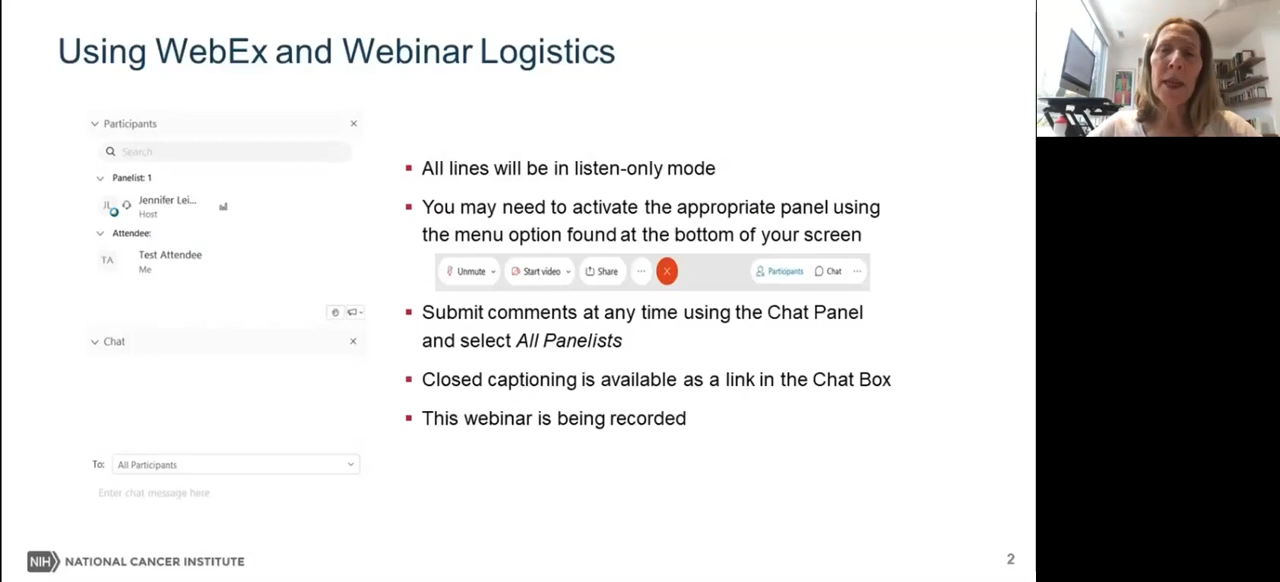 Using WebEx and Webinar Logistics
Participants
Search
Panelist: 1
JL
Jennifer Lei...
Host
Attendee:
TA
Test Attendee
Me
Chat
To: All Participants
Enter chat message here
All lines will be in listen-only mode
You may need to activate the appropriate panel using
the menu option found at the bottom of your screen
Unmute Start video Share ... X Participants Chat ...
Submit comments at any time using the Chat Panel
and select All Panelists
Closed captioning is available as a link in the Chat Box
This webinar is being recorded
NIH NATIONAL CANCER INSTITUTE
2